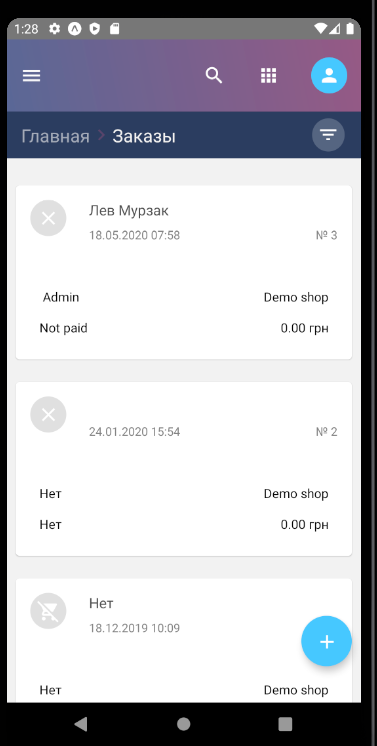 1:28
Главная > Заказы
Лев Мурзак
18.05.2020 07:58 № 3
Admin Demo shop
Not paid 0.00 грн
24.01.2020 15:54 № 2
Нет Demo shop
Нет 0.00 грн
Нет
18.12.2019 10:09
Нет Demo shop